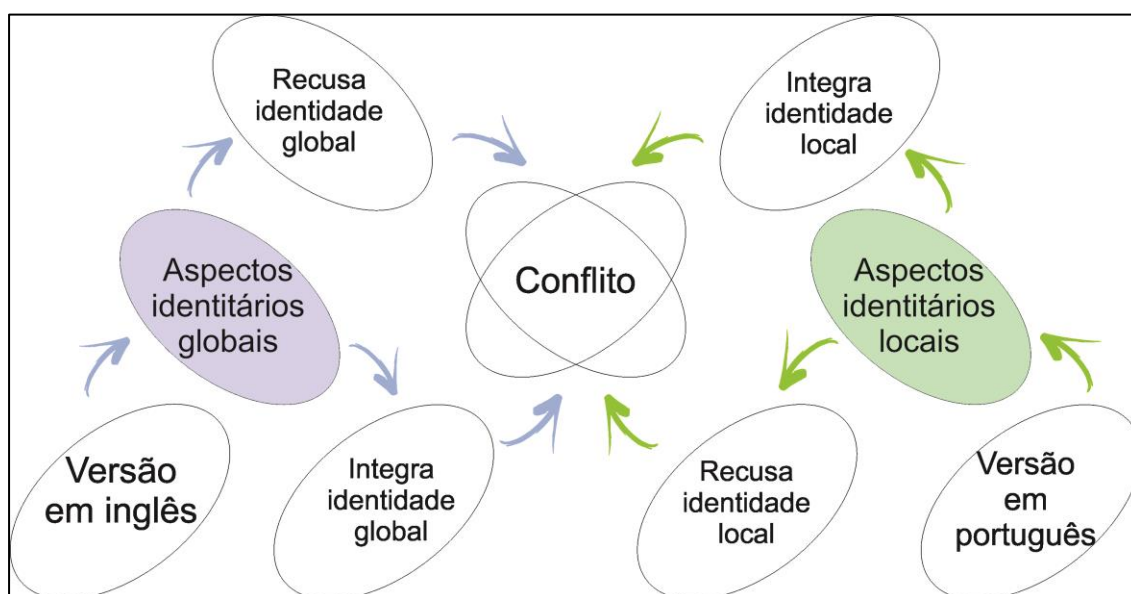 Recusa
identidade
global
Integra
identidade
local
Aspectos
identitários
globais
Conflito
Aspectos
identitários
locais
Versão
em inglês
Integra
identidade
global
Recusa
identidade
local
Versão
em
português